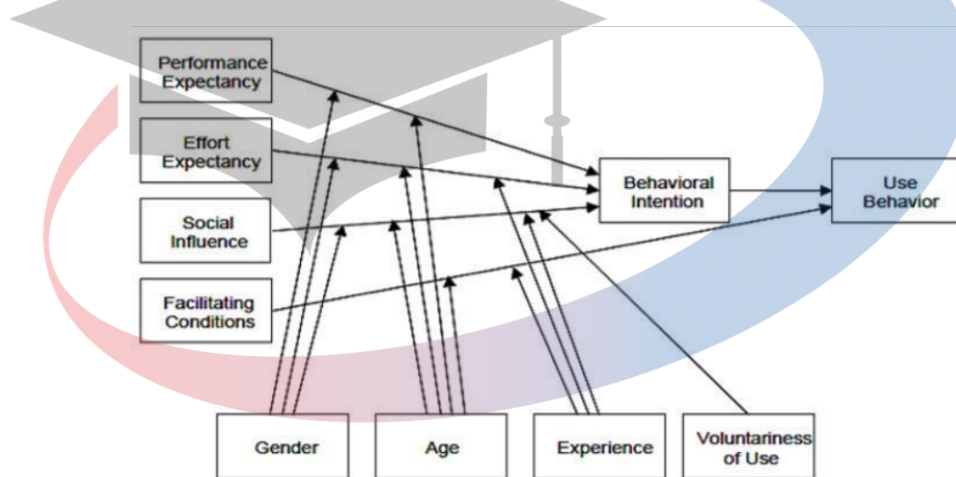 Performance
Expectancy
Effort
Expectancy
Social
Influence
Facilitating
Conditions
Behavioral
Intention
Use
Behavior
Gender
Age
Experience
Voluntariness
of Use